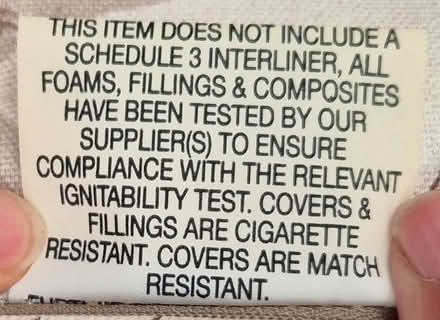 THIS ITEM DOES NOT INCLUDE A
SCHEDULE 3 INTERLINER, ALL
FOAMS, FILLINGS & COMPOSITES
HAVE BEEN TESTED BY OUR
SUPPLIER(S) TO ENSURE
COMPLIANCE WITH THE RELEVANT
IGNITABILITY TEST. COVERS &
FILLINGS ARE CIGARETTE
RESISTANT. COVERS ARE MATCH
RESISTANT.